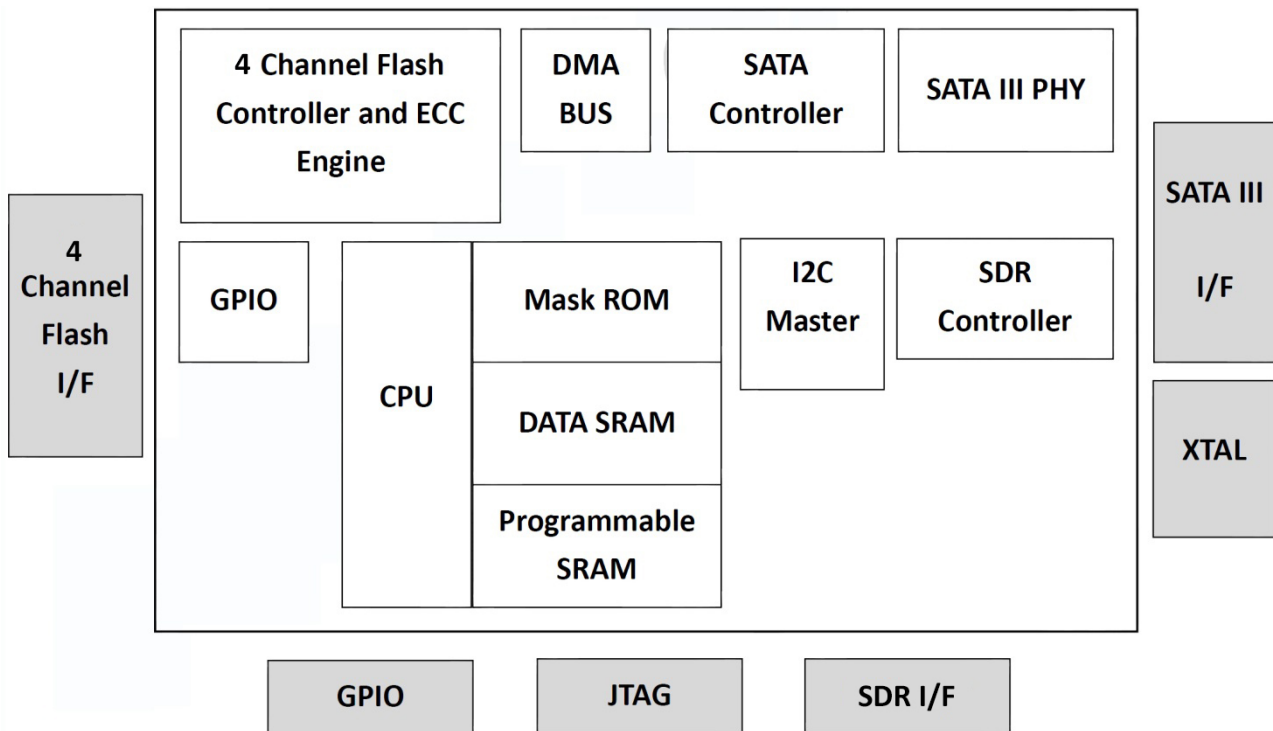 4 Channel Flash
Controller and ECC
Engine
DMA
BUS
SATA
Controller
SATA III PHY
4
Channel
Flash
I/F
SATA III
I/F
GPIO
CPU
Mask ROM
DATA SRAM
Programmable
SRAM
I2C
Master
SDR
Controller
XTAL
GPIO
JTAG
SDR I/F